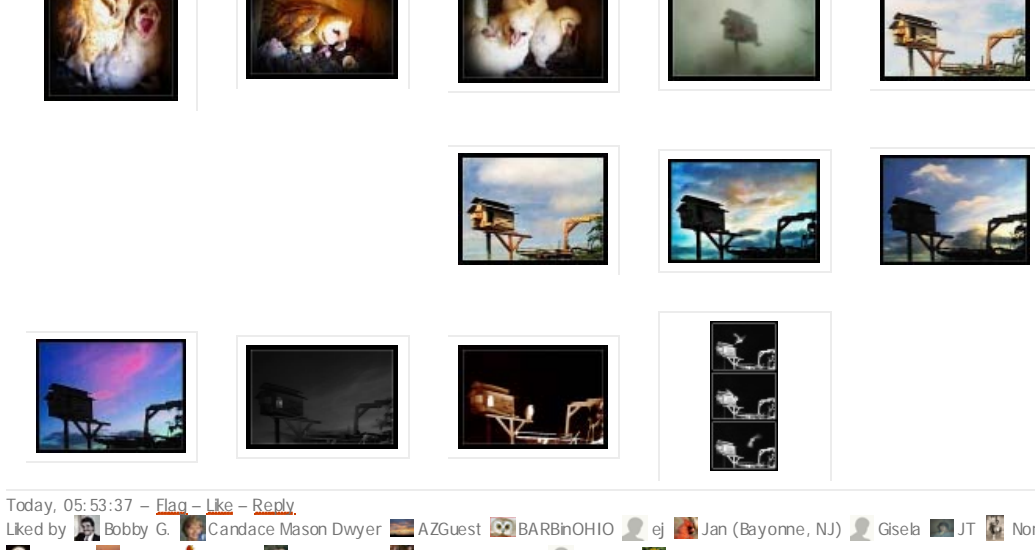 Today, 05:53:37 – Flag – Like – Reply
Liked by Bobby G. Candace Mason Dwyer AZGuest BARBinOHIO ej Jan (Bayonne, NJ) Gisela JT